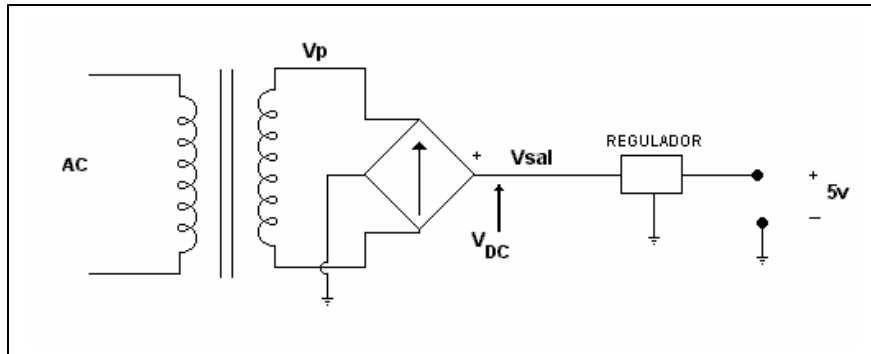 Vp
REGULADOR
AC
+
Vsal
+
5v
–
V_DC